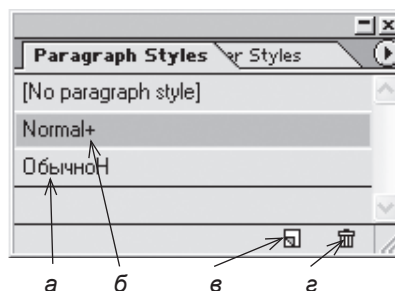 Paragraph Styles er Styles
[No paragraph style]
Normal+
ОбычноН
а б в г